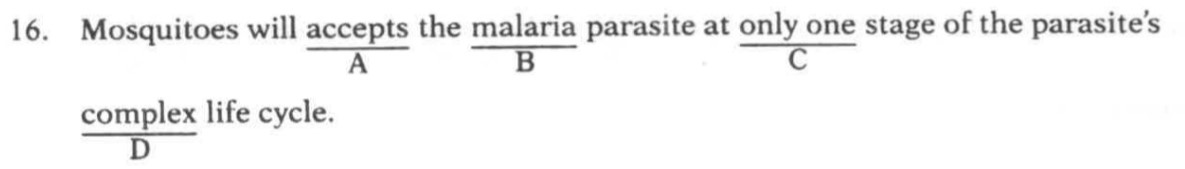 16. Mosquitoes will accepts the malaria parasite at only one stage of the parasite's
A B C
complex life cycle.
D